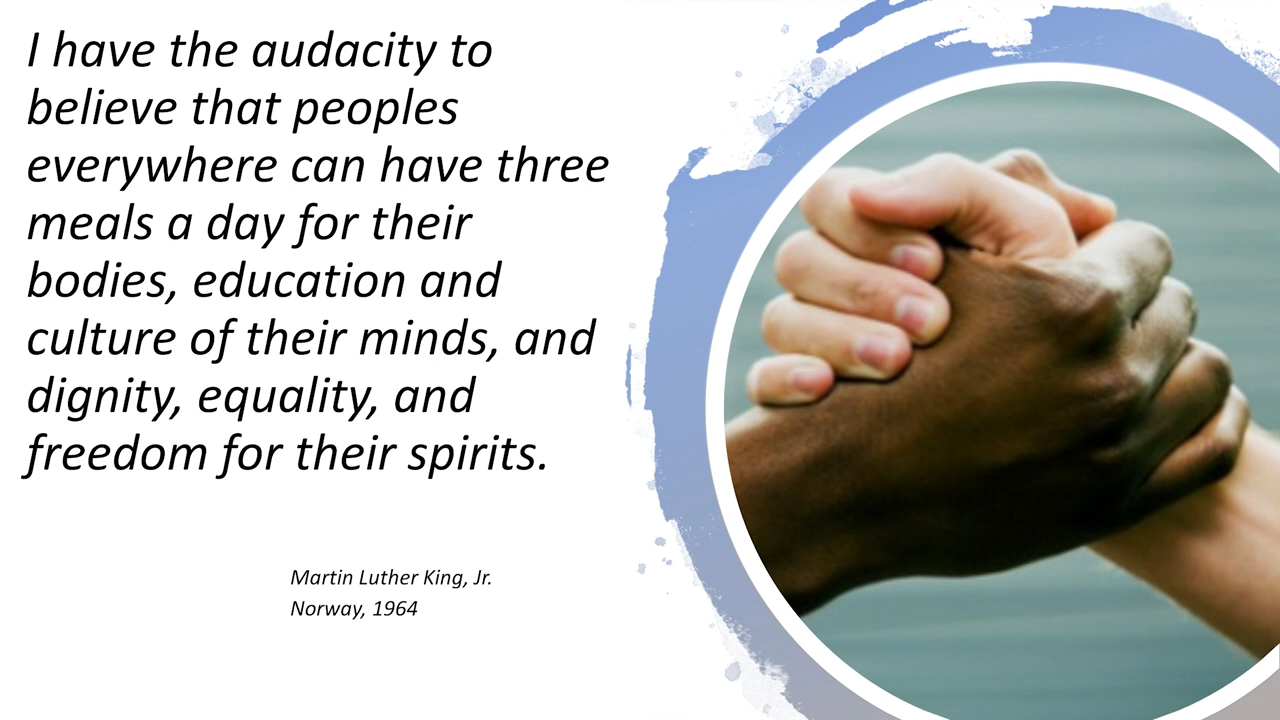 I have the audacity to
believe that peoples
everywhere can have three
meals a day for their
bodies, education and
culture of their minds, and
dignity, equality, and
freedom for their spirits.
Martin Luther King, Jr.
Norway, 1964